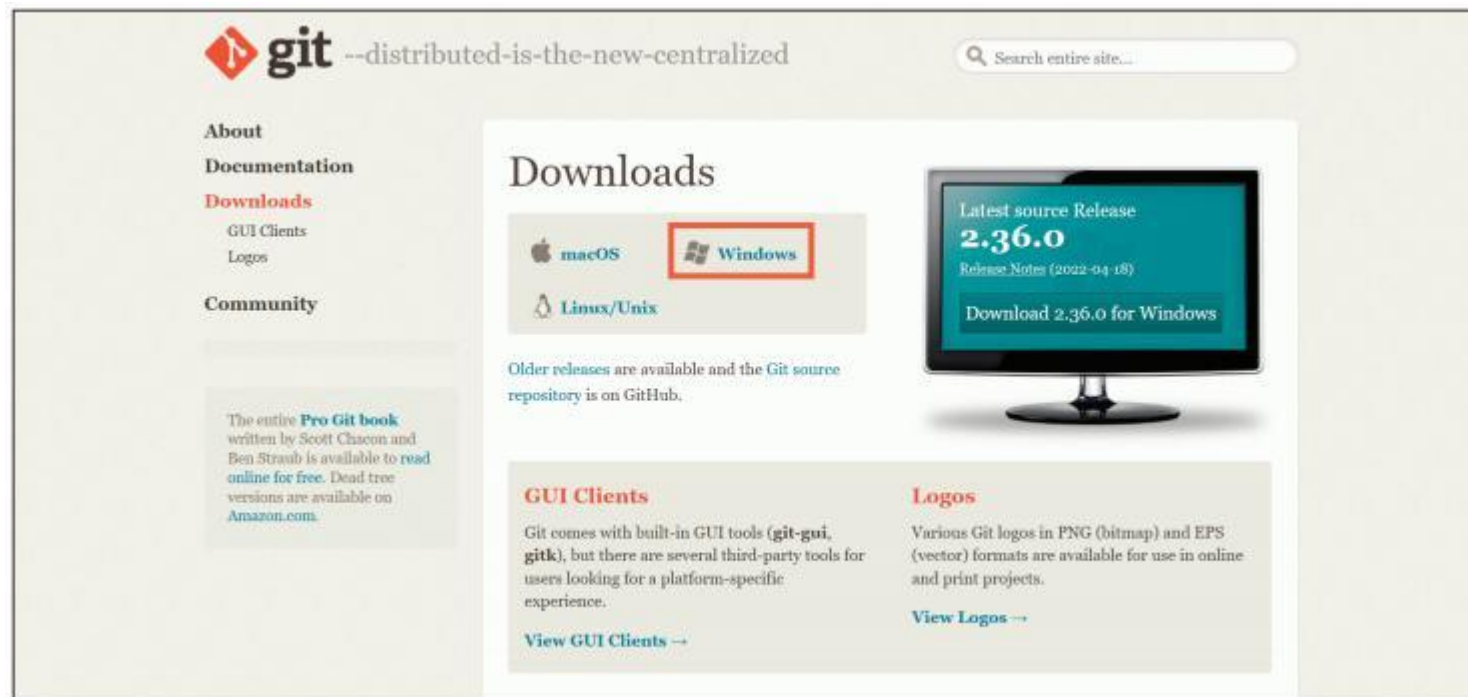 git --distributed-is-the-new-centralized
Search entire site...
About
Documentation
Downloads
GUI Clients
Logos
Community
The entire Pro Git book
written by Scott Chacon and
Ben Straub is available to read
online for free. Dead tree
versions are available on
Amazon.com.
Downloads
macOS
Windows
Linux/Unix
Older releases are available and the Git source
repository is on GitHub.
Latest source Release
2.36.0
Release Notes (2022-04-18)
Download 2.36.0 for Windows
GUI Clients
Git comes with built-in GUI tools (git-gui,
gitk), but there are several third-party tools for
users looking for a platform-specific
experience.
View GUI Clients →
Logos
Various Git logos in PNG (bitmap) and EPS
(vector) formats are available for use in online
and print projects.
View Logos →